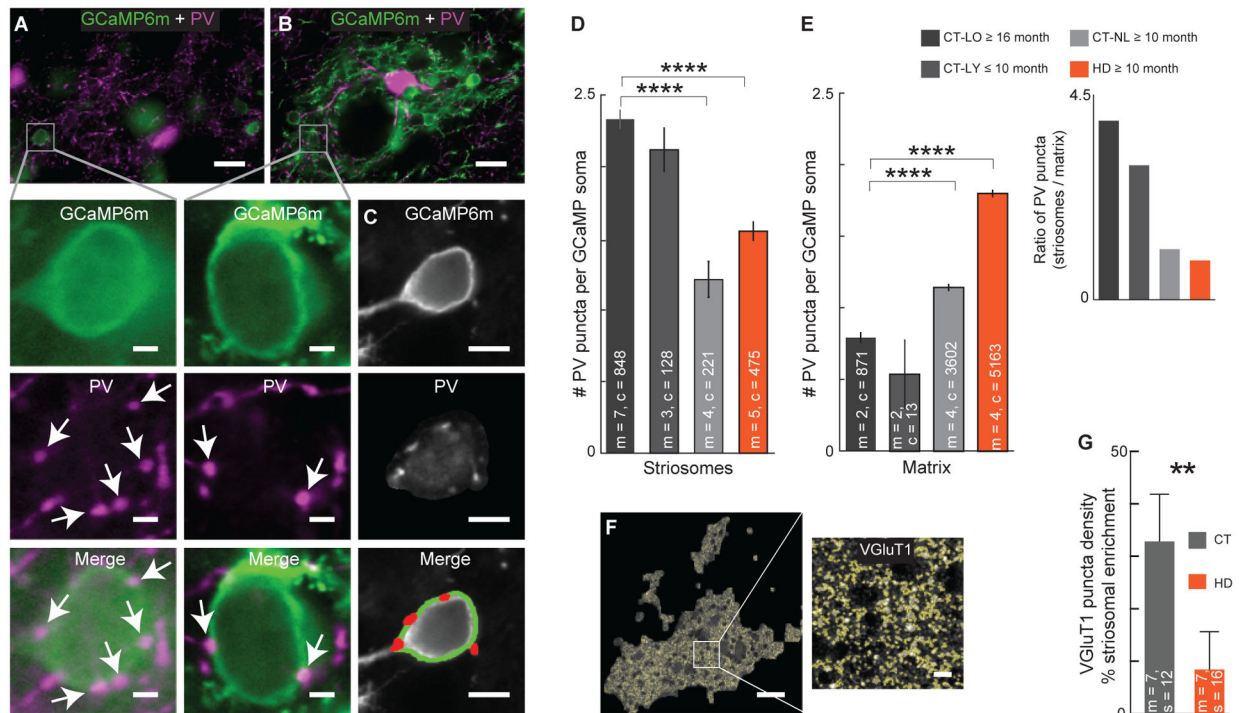 A
GCaMP6m + PV
B
GCaMP6m + PV
GCaMP6m
GCaMP6m
C
GCaMP6m
PV
PV
Merge
Merge
Merge
D
2.5
0
# PV puncta per GCaMP soma
****
****
m = 7, c = 848
m = 3, c = 128
m = 4, c = 221
m = 5, c = 475
Striosomes
E
2.5
0
# PV puncta per GCaMP soma
****
****
m = 2, c = 871
m = 2,
c = 13
m = 4, c = 3602
m = 4, c = 5163
Matrix
CT-LO ≥ 16 month
CT-NL ≥ 10 month
CT-LY ≤ 10 month
HD ≥ 10 month
4.5
0
Ratio of PV puncta
(striosomes / matrix)
F
VGluT1
G
50
0
VGluT1 puncta density
% striosomal enrichment
**
m = 7,
s = 12
m = 7,
s = 16
CT
HD